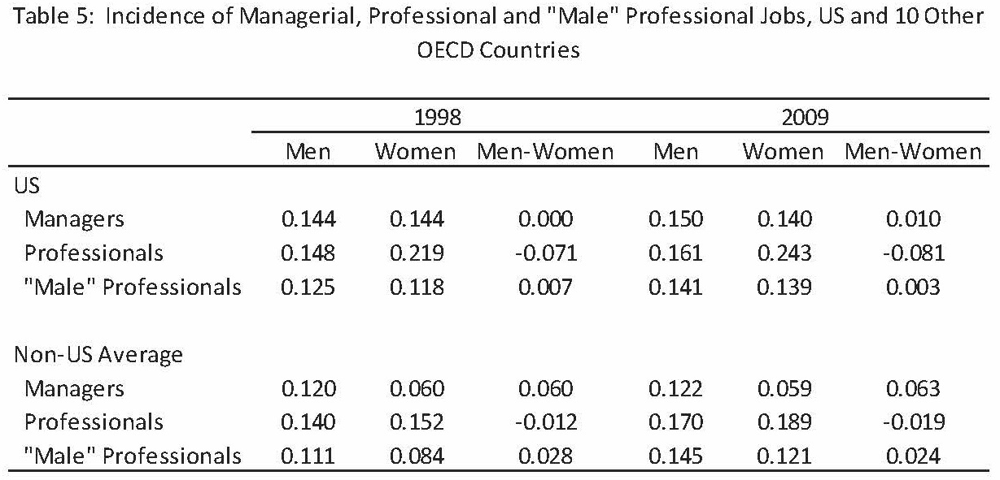 Table 5: Incidence of Managerial, Professional and "Male" Professional Jobs, US and 10 Other
OECD Countries
1998 2009
Men Women Men-Women Men Women Men-Women
US
Managers 0.144 0.144 0.000 0.150 0.140 0.010
Professionals 0.148 0.219 -0.071 0.161 0.243 -0.081
"Male" Professionals 0.125 0.118 0.007 0.141 0.139 0.003
Non-US Average
Managers 0.120 0.060 0.060 0.122 0.059 0.063
Professionals 0.140 0.152 -0.012 0.170 0.189 -0.019
"Male" Professionals 0.111 0.084 0.028 0.145 0.121 0.024